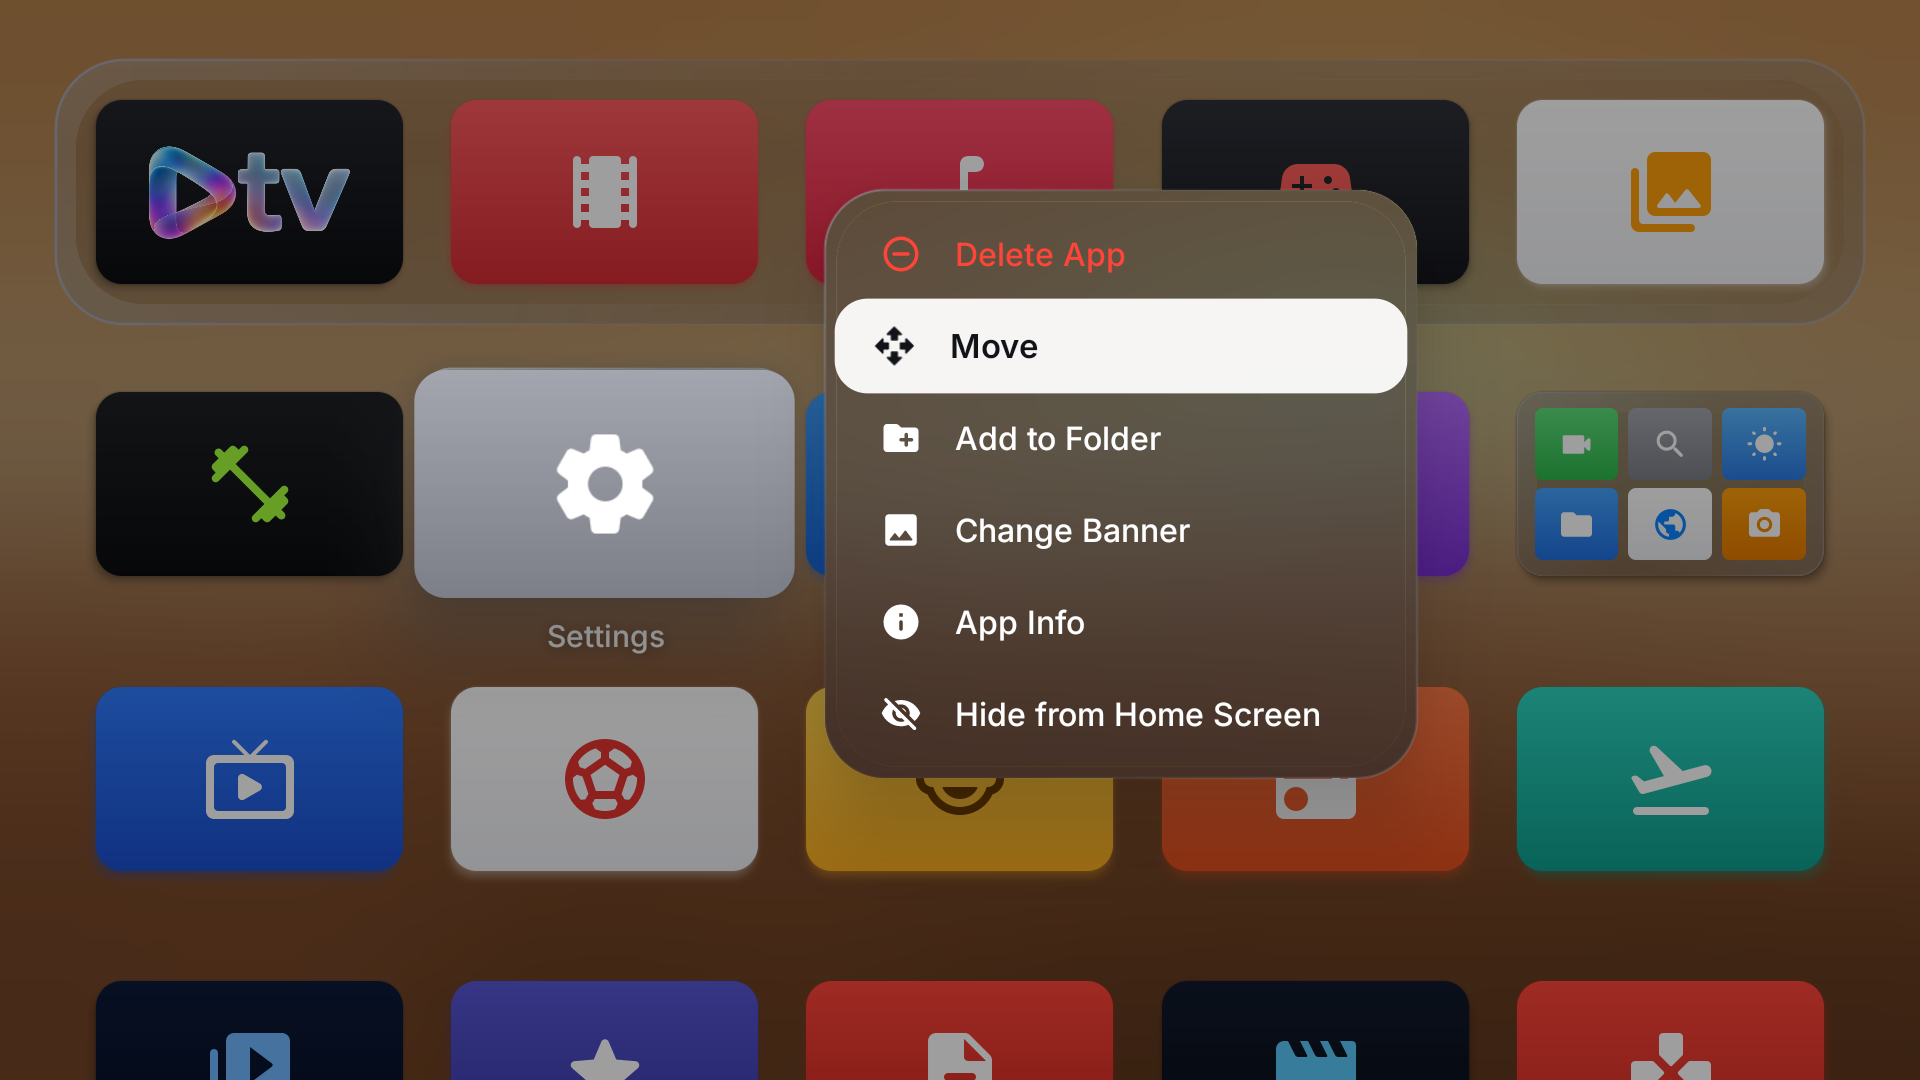 tv
Delete App
Move
Add to Folder
Change Banner
App Info
Hide from Home Screen
Settings